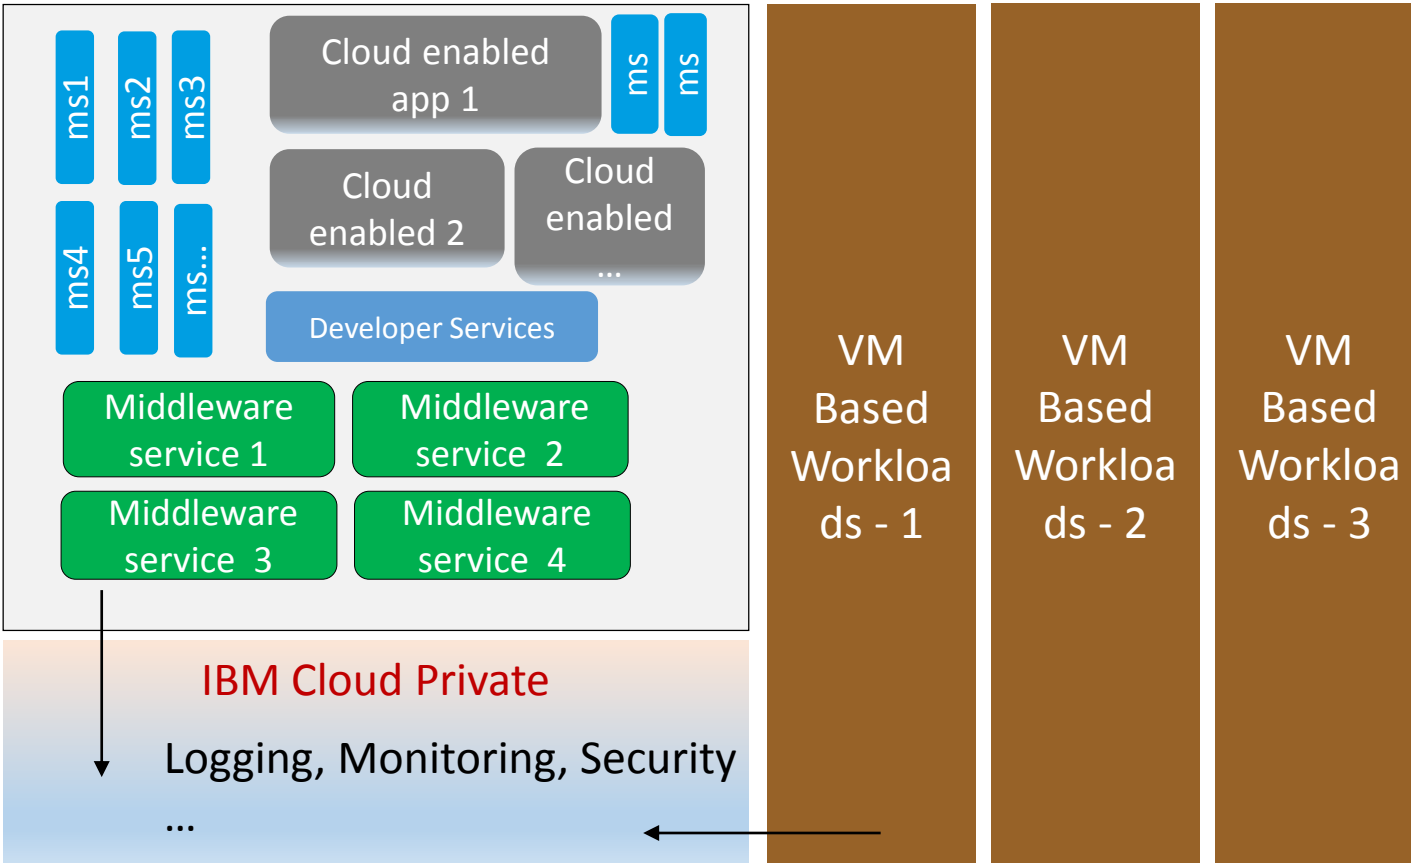 ms1
ms2
ms3
Cloud enabled
app 1
ms
ms
Cloud
enabled 2
Cloud
enabled
...
ms4
ms5
ms...
Developer Services
Middleware
service 1
Middleware
service  2
Middleware
service  3
Middleware
service  4
IBM Cloud Private
Logging, Monitoring, Security
...
VM
Based
Workloa
ds - 1
VM
Based
Workloa
ds - 2
VM
Based
Workloa
ds - 3